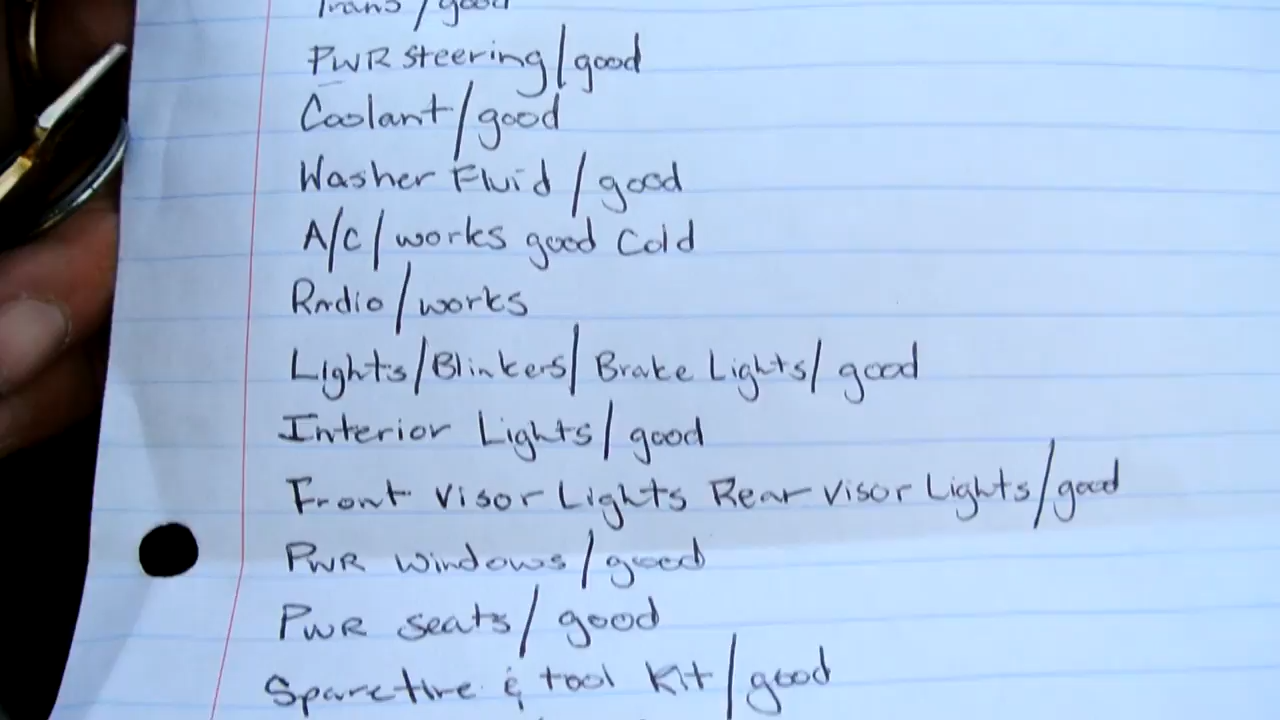 Trans/good
PWR steering/good
Coolant/good
Washer Fluid/good
A/C/works good Cold
Radio/works
Lights/Blinkers/Brake Lights/good
Interior Lights/good
Front visor Lights Rear visor Lights/good
PWR windows/good
PWR seats/good
Sparetire & tool Kit/good